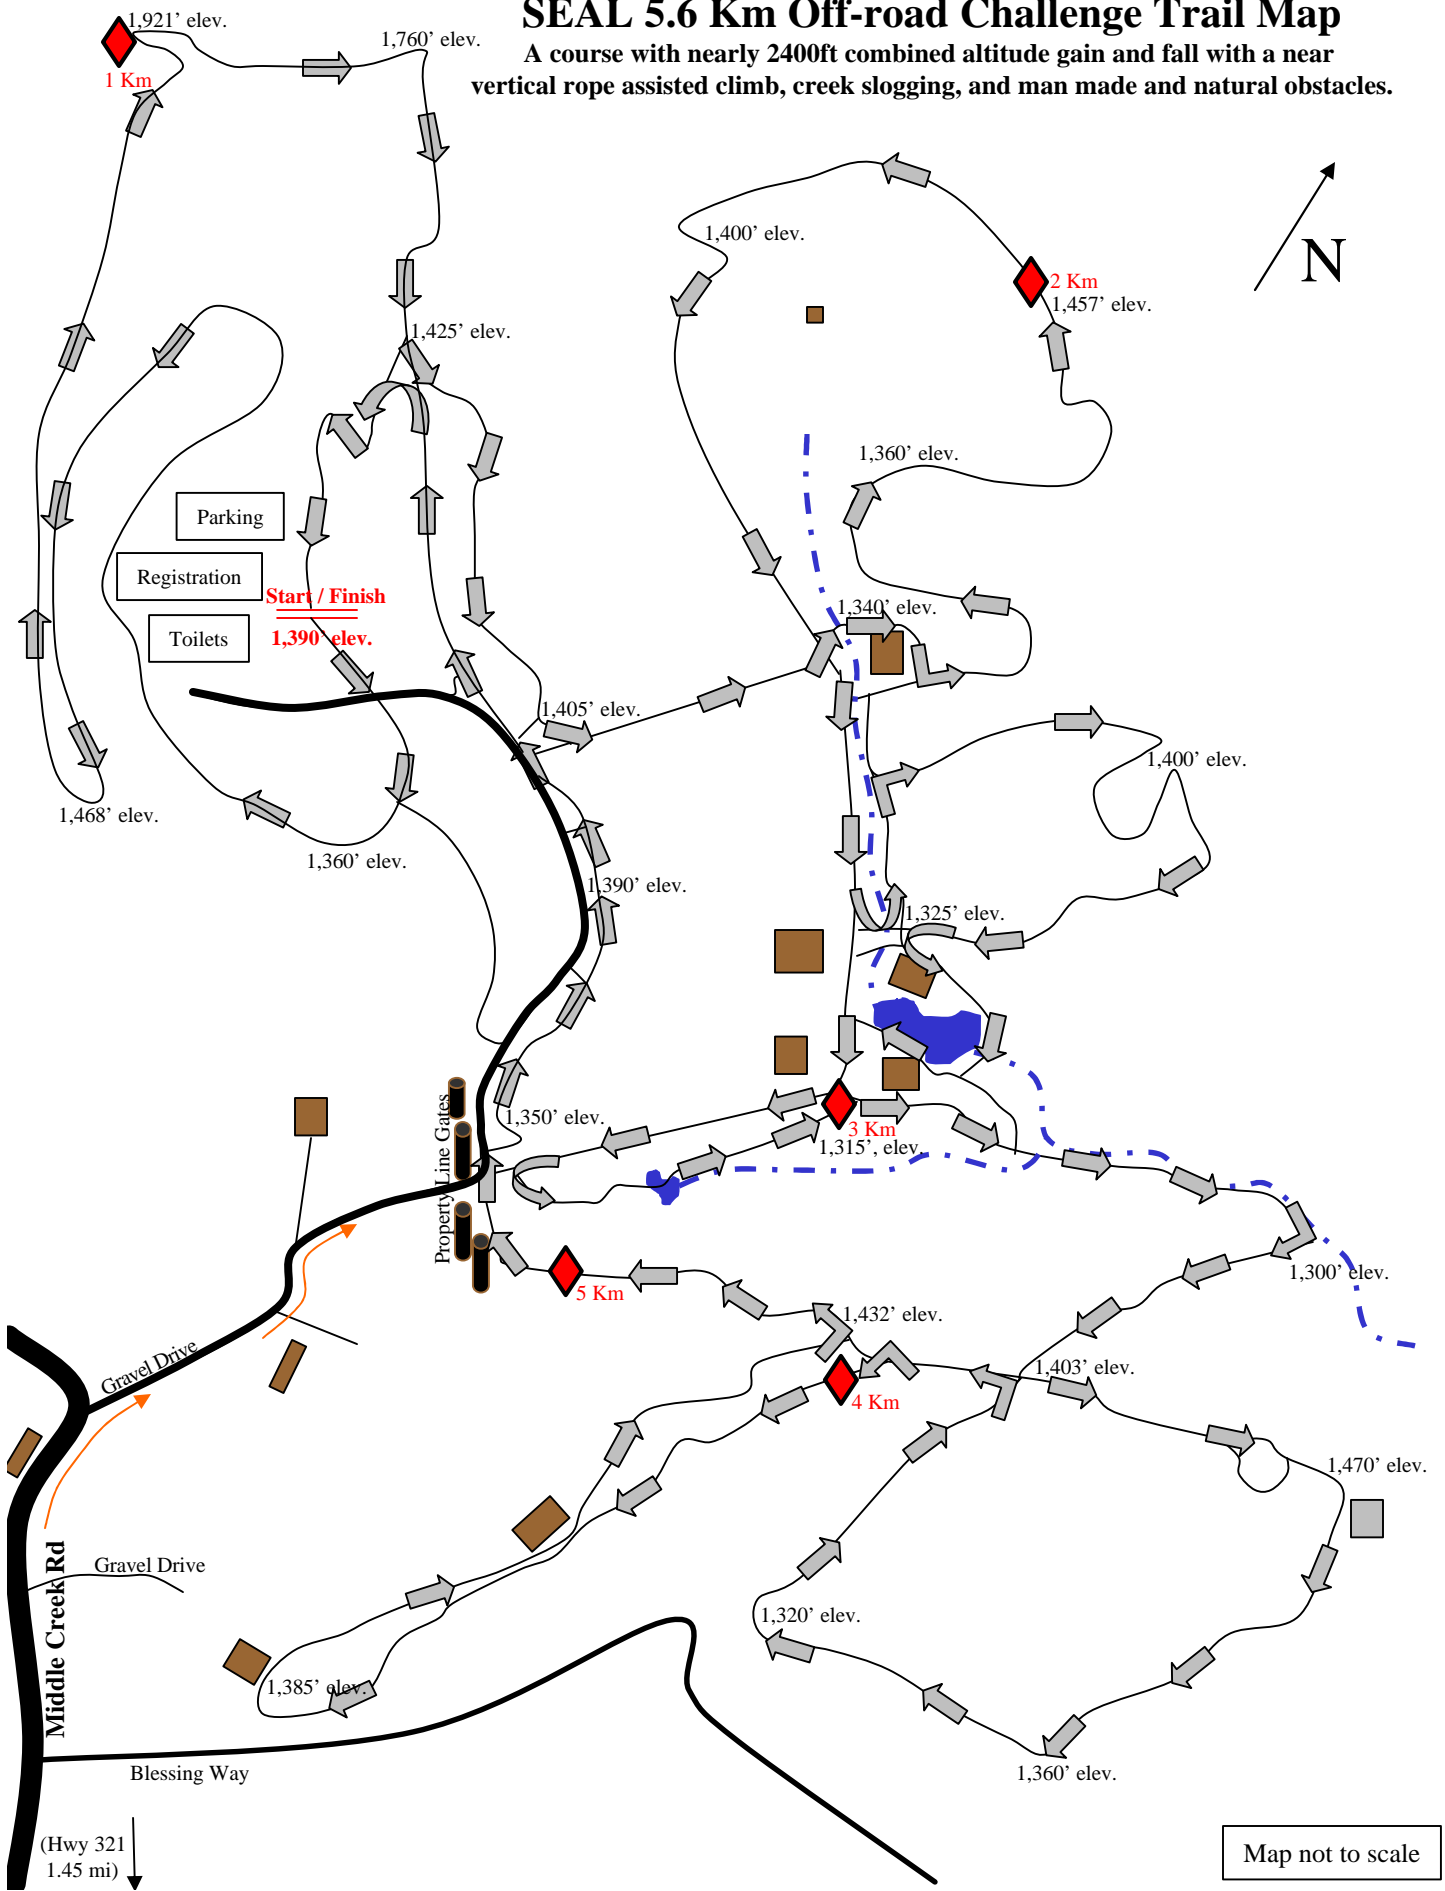 SEAL 5.6 Km Off-road Challenge Trail Map
A course with nearly 2400ft combined altitude gain and fall with a near
vertical rope assisted climb, creek slogging, and man made and natural obstacles.
1,921’ elev.
1,760’ elev.
1 Km
N
1,400’ elev.
2 Km
1,457’ elev.
1,425’ elev.
1,360’ elev.
Parking
Registration
Start / Finish
1,390’ elev.
Toilets
1,340’ elev.
1,405’ elev.
1,400’ elev.
1,468’ elev.
1,360’ elev.
1,390’ elev.
1,325’ elev.
Property Line Gates
1,350’ elev.
3 Km
1,315’, elev.
1,300’ elev.
5 Km
1,432’ elev.
Gravel Drive
1,403’ elev.
4 Km
1,470’ elev.
Gravel Drive
Middle Creek Rd
1,320’ elev.
1,385’ elev.
Blessing Way
1,360’ elev.
(Hwy 321
1.45 mi)
Map not to scale